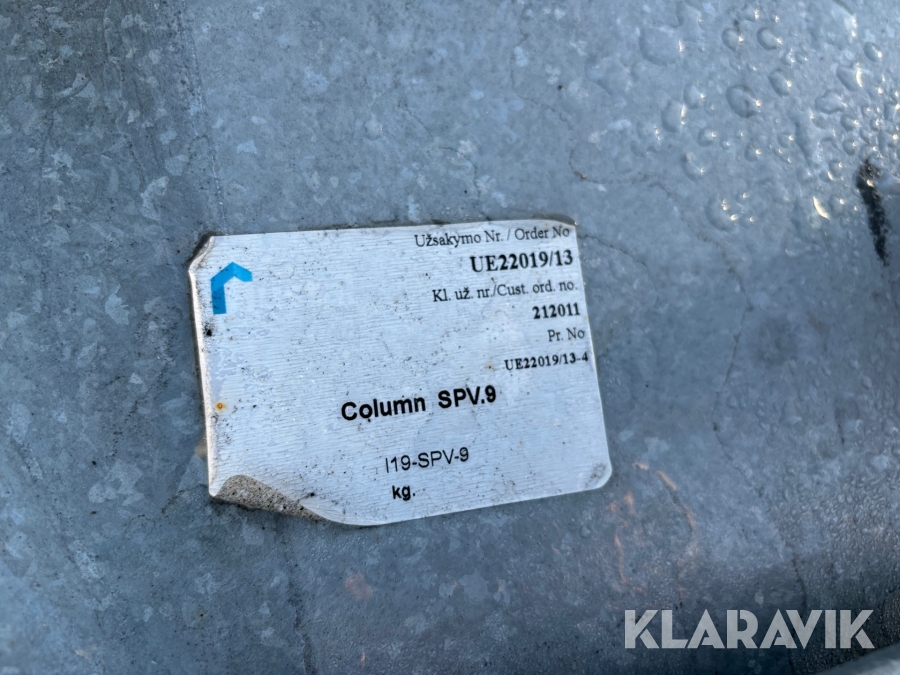 Užsakymo Nr. / Order No
UE22019/13
Kl. už. nr./Cust. ord. no.
212011
Pr. No
UE22019/13-4
Column SPV.9
I19-SPV-9
kg.
KLARAVIK